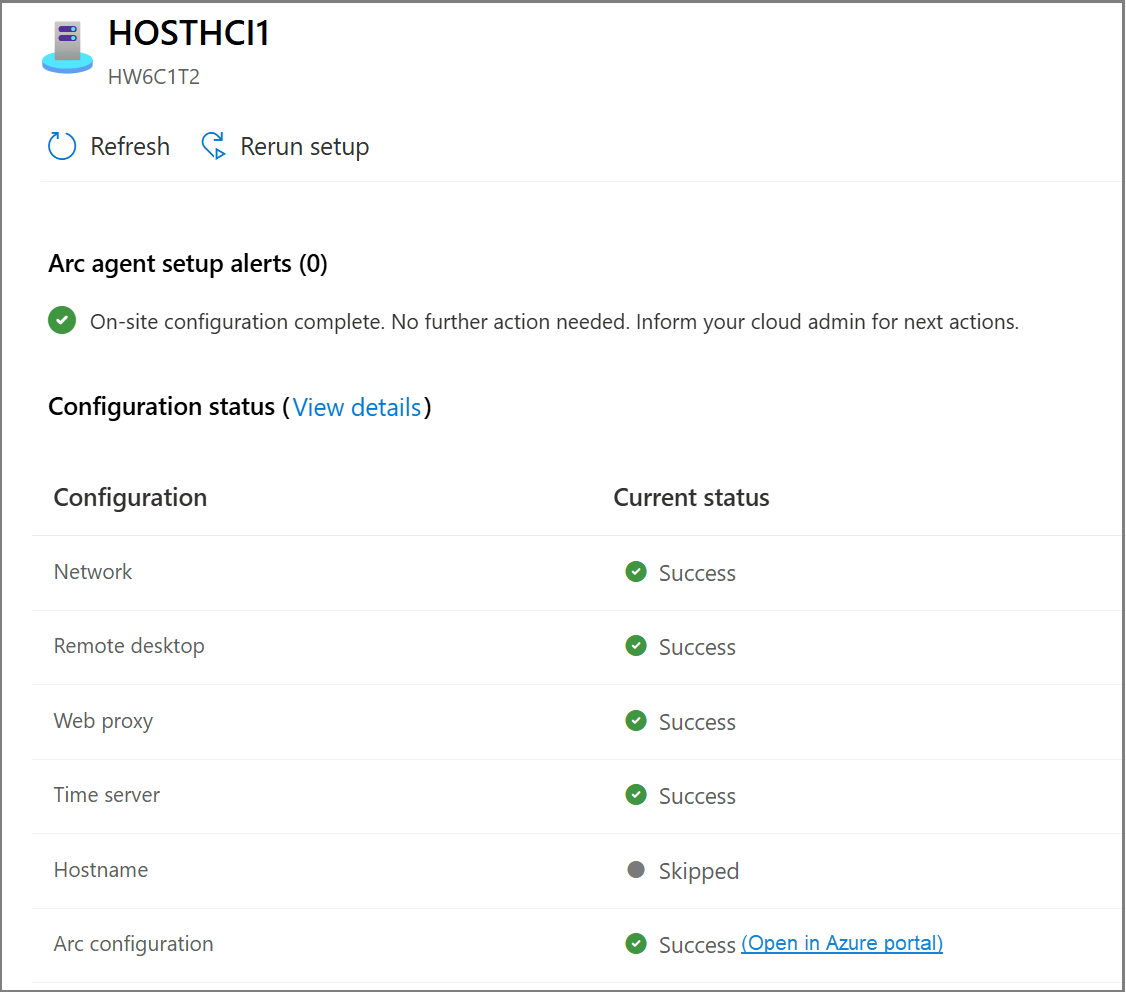 HOSTHCI1
HW6C1T2
Refresh Rerun setup
Arc agent setup alerts (0)
On-site configuration complete. No further action needed. Inform your cloud admin for next actions.
Configuration status (View details)
Configuration Current status
Network Success
Remote desktop Success
Web proxy Success
Time server Success
Hostname Skipped
Arc configuration Success (Open in Azure portal)